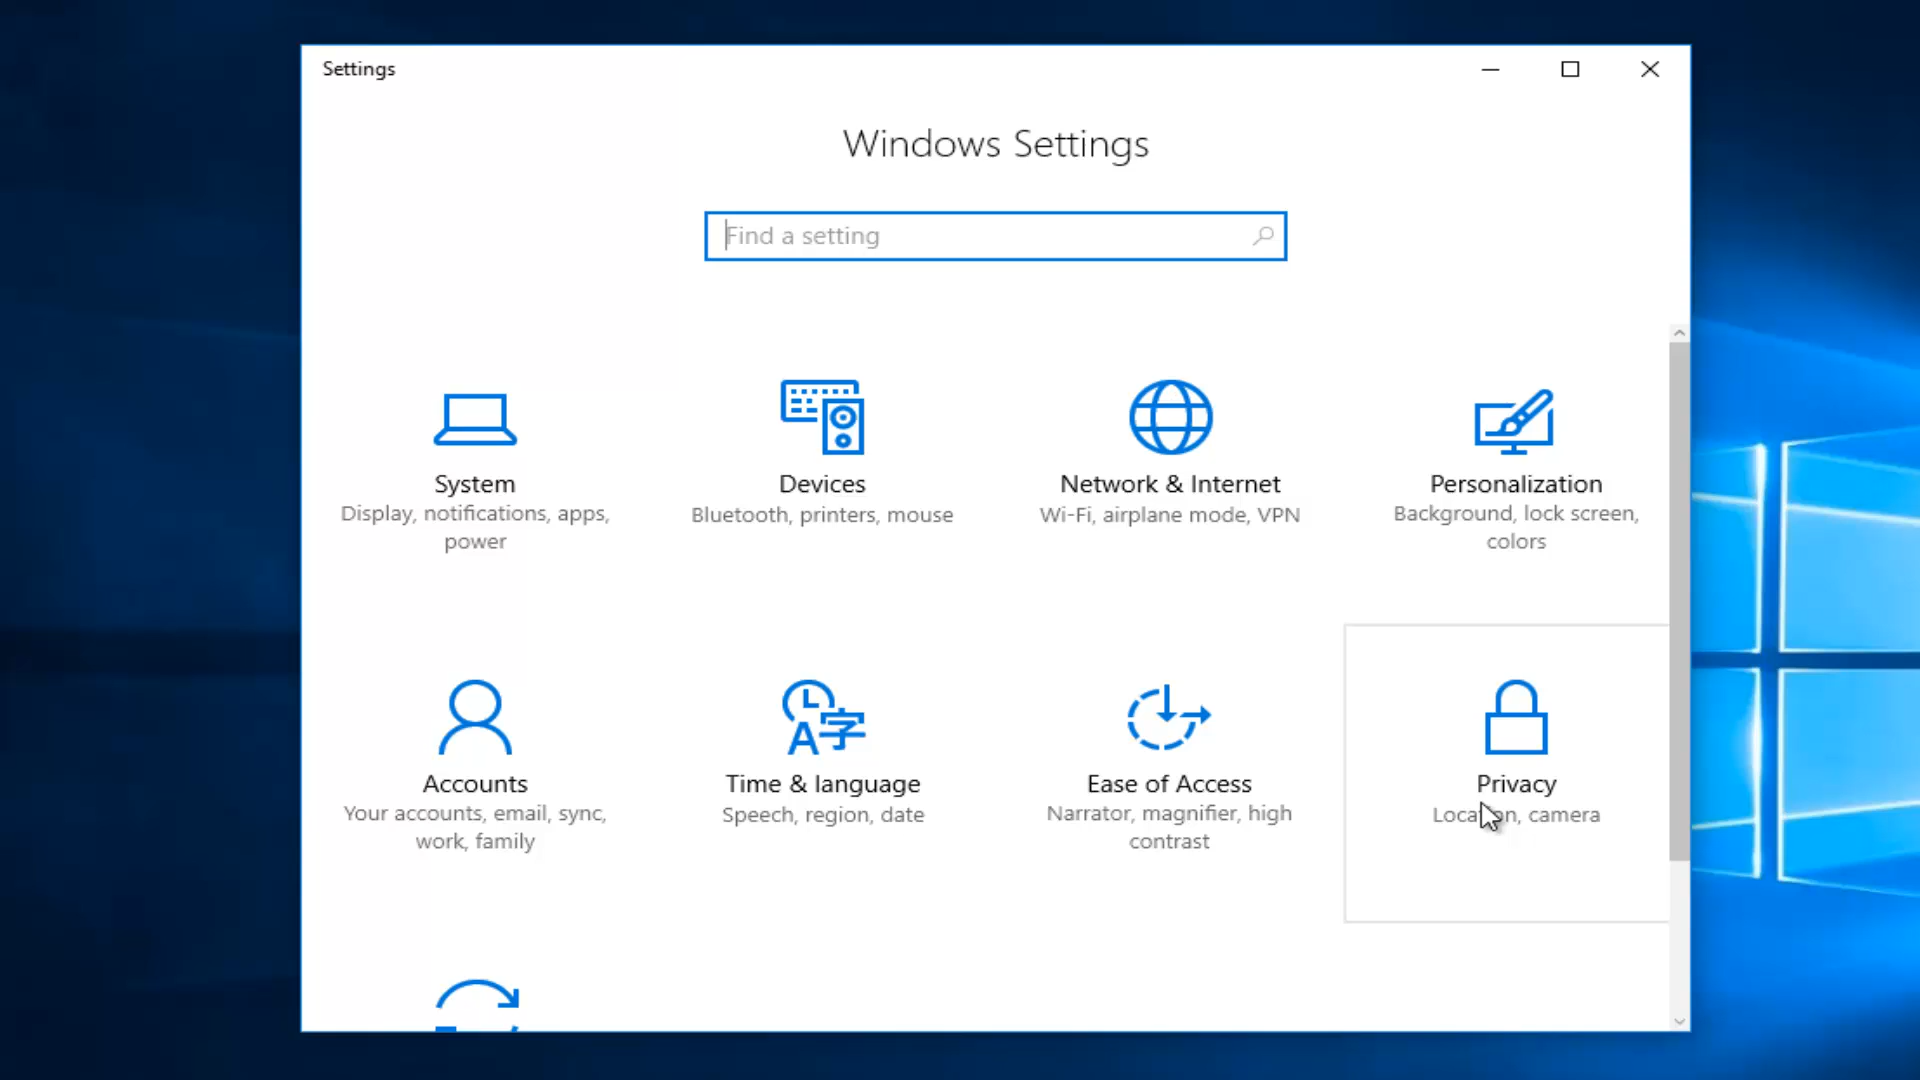 Settings
Windows Settings
Find a setting
System
Display, notifications, apps,
power
Devices
Bluetooth, printers, mouse
Network & Internet
Wi-Fi, airplane mode, VPN
Personalization
Background, lock screen,
colors
Accounts
Your accounts, email, sync,
work, family
Time & language
Speech, region, date
Ease of Access
Narrator, magnifier, high
contrast
Privacy
Location, camera